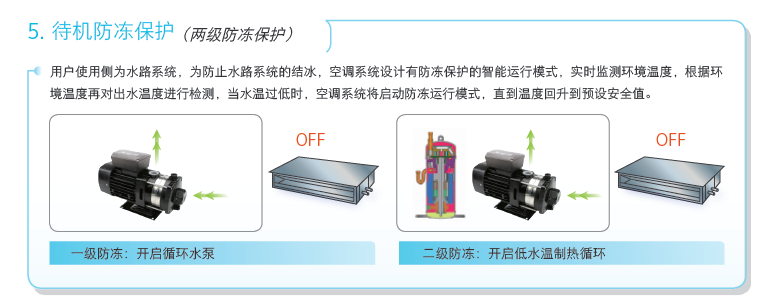 5. 待机防冻保护（两级防冻保护）
用户使用侧为水路系统，为防止水路系统的结冰，空调系统设计有防冻保护的智能运行模式，实时监测环境温度，根据环
境温度再对出水温度进行检测，当水温过低时，空调系统将启动防冻运行模式，直到温度回升到预设安全值。
OFF
OFF
一级防冻：开启循环水泵
二级防冻：开启低水温制热循环